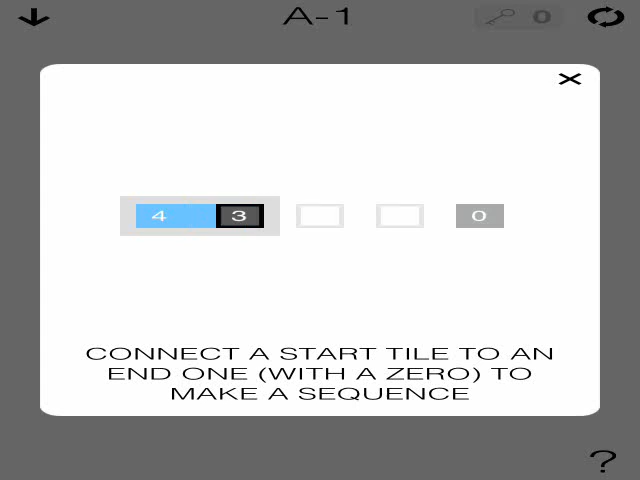 A-1
0
4 3 0
CONNECT A START TILE TO AN
END ONE (WITH A ZERO) TO
MAKE A SEQUENCE
?